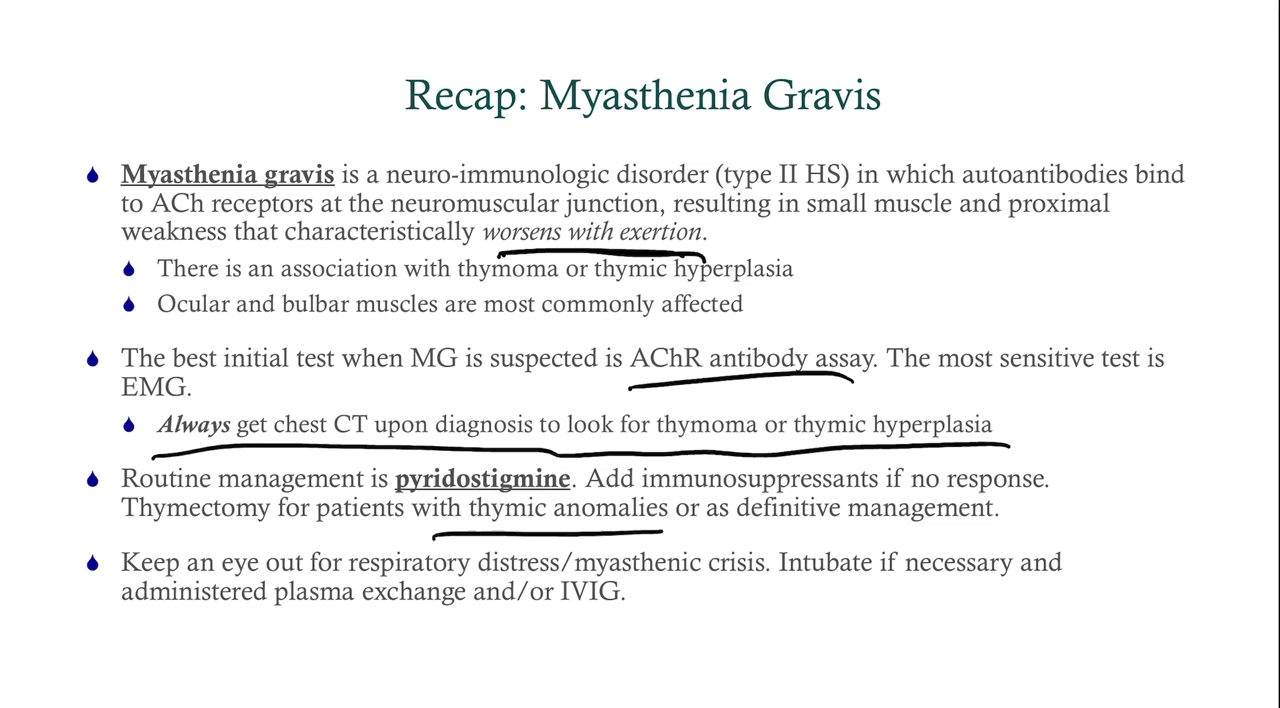 Recap: Myasthenia Gravis
Myasthenia gravis is a neuro-immunologic disorder (type II HS) in which autoantibodies bind
to ACh receptors at the neuromuscular junction, resulting in small muscle and proximal
weakness that characteristically worsens with exertion.
There is an association with thymoma or thymic hyperplasia
Ocular and bulbar muscles are most commonly affected
The best initial test when MG is suspected is AChR antibody assay. The most sensitive test is
EMG.
Always get chest CT upon diagnosis to look for thymoma or thymic hyperplasia
Routine management is pyridostigmine. Add immunosuppressants if no response.
Thymectomy for patients with thymic anomalies or as definitive management.
Keep an eye out for respiratory distress/myasthenic crisis. Intubate if necessary and
administered plasma exchange and/or IVIG.